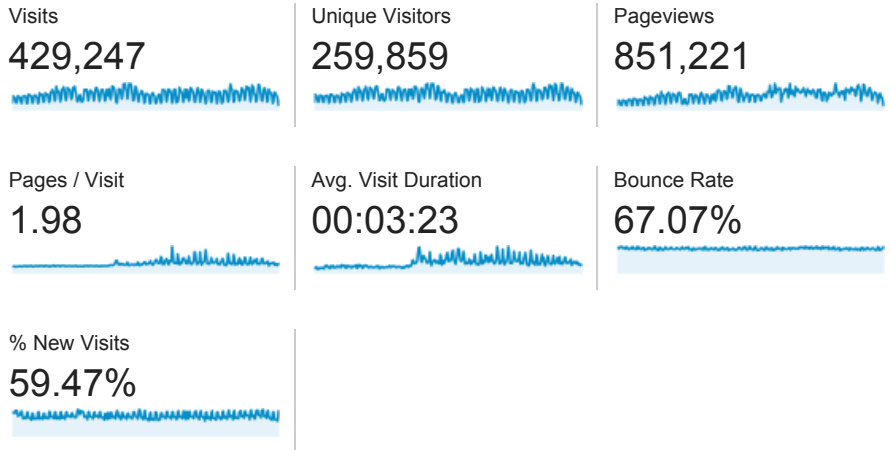 Visits
429,247
Unique Visitors
259,859
Pageviews
851,221
Pages / Visit
1.98
Avg. Visit Duration
00:03:23
Bounce Rate
67.07%
% New Visits
59.47%